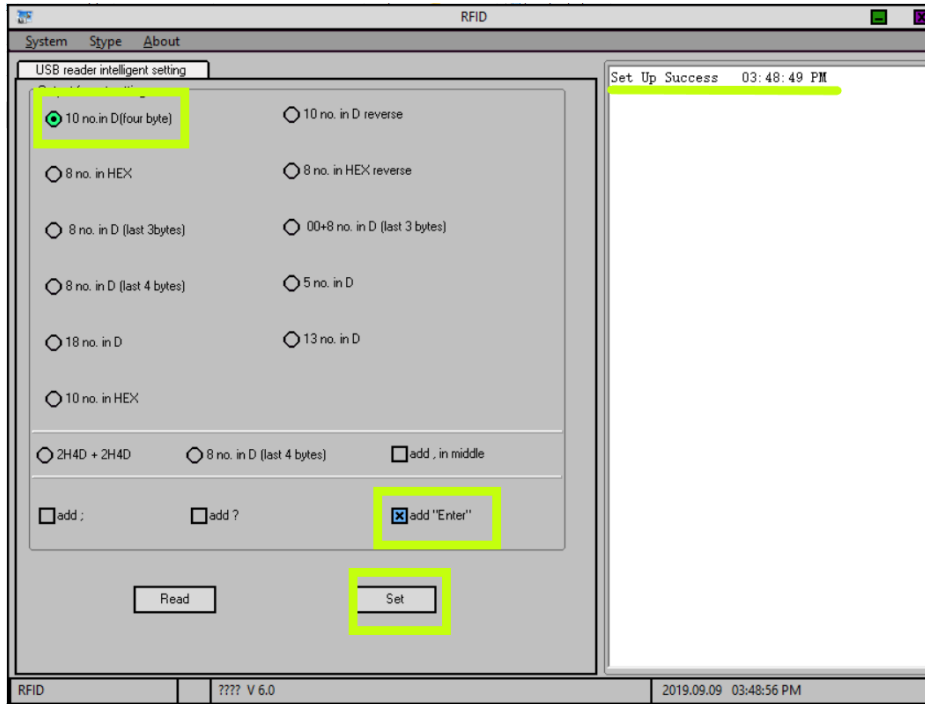 RFID
System Stype About
USB reader intelligent setting
10 no.in D(four byte)
10 no. in D reverse
8 no. in HEX
8 no. in HEX reverse
8 no. in D (last 3bytes)
00+8 no. in D (last 3 bytes)
8 no. in D (last 4 bytes)
5 no. in D
18 no. in D
13 no. in D
10 no. in HEX
2H4D + 2H4D
8 no. in D (last 4 bytes)
add , in middle
add ;
add ?
add "Enter"
Read
Set
Set Up Success 03:48:49 PM
RFID
???? V 6.0
2019.09.09 03:48:56 PM